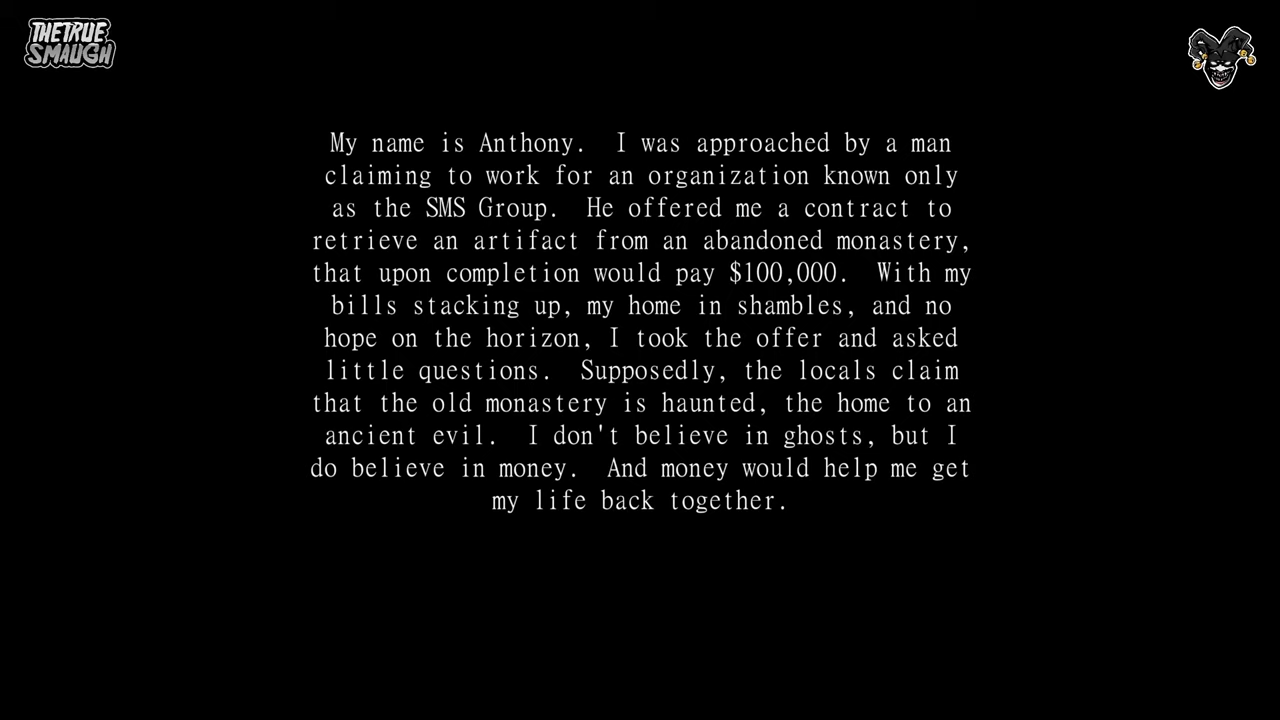 THETRUE
SMAUGH
My name is Anthony.  I was approached by a man
claiming to work for an organization known only
as the SMS Group.  He offered me a contract to
retrieve an artifact from an abandoned monastery,
that upon completion would pay $100,000.  With my
bills stacking up, my home in shambles, and no
hope on the horizon, I took the offer and asked
little questions.  Supposedly, the locals claim
that the old monastery is haunted, the home to an
ancient evil.  I don't believe in ghosts, but I
do believe in money.  And money would help me get
my life back together.